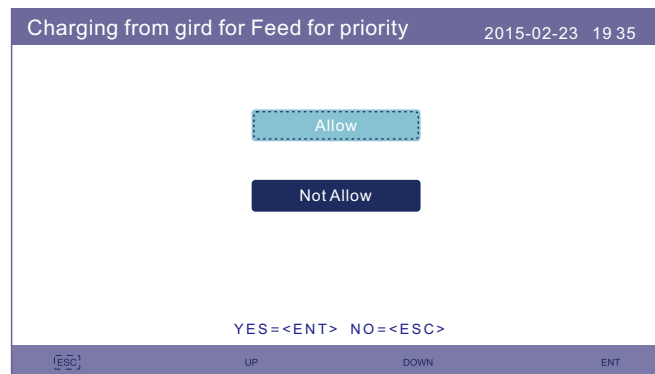 Charging from gird for Feed for priority 2015-02-23 19 35
Allow
Not Allow
YES=<ENT> NO=<ESC>
ESC UP DOWN ENT